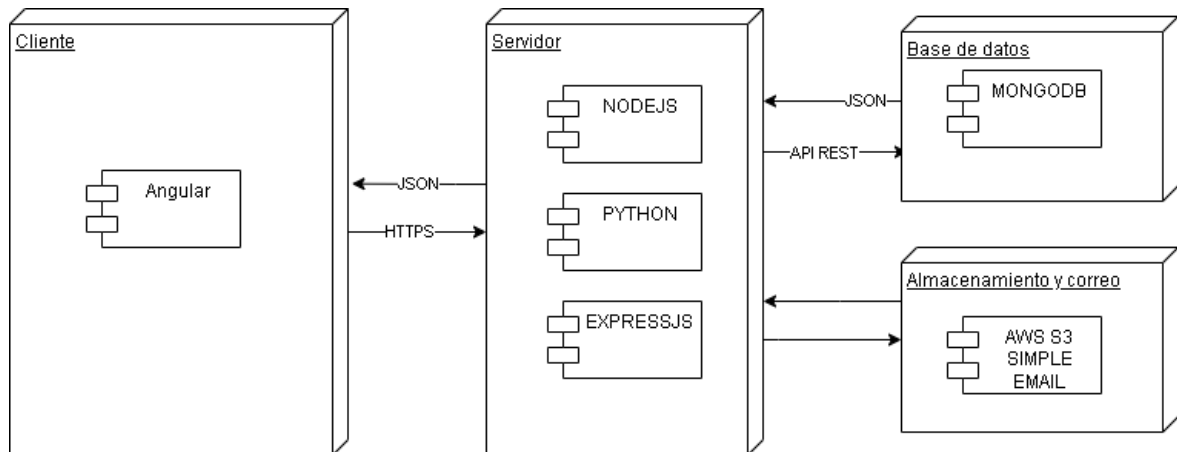 Cliente
Angular
JSON
HTTPS
Servidor
NODEJS
PYTHON
EXPRESSJS
JSON
API REST
Base de datos
MONGODB
Almacenamiento y correo
AWS S3
SIMPLE
EMAIL